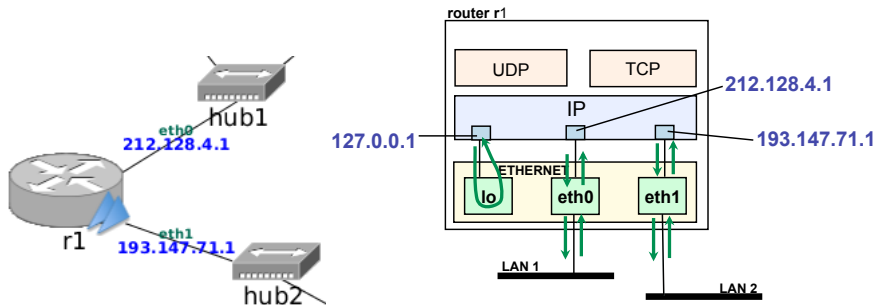 hub1
eth0
212.128.4.1
r1
eth1
193.147.71.1
hub2
router r1
UDP
TCP
IP
212.128.4.1
127.0.0.1
193.147.71.1
ETHERNET
lo
eth0
eth1
LAN 1
LAN 2